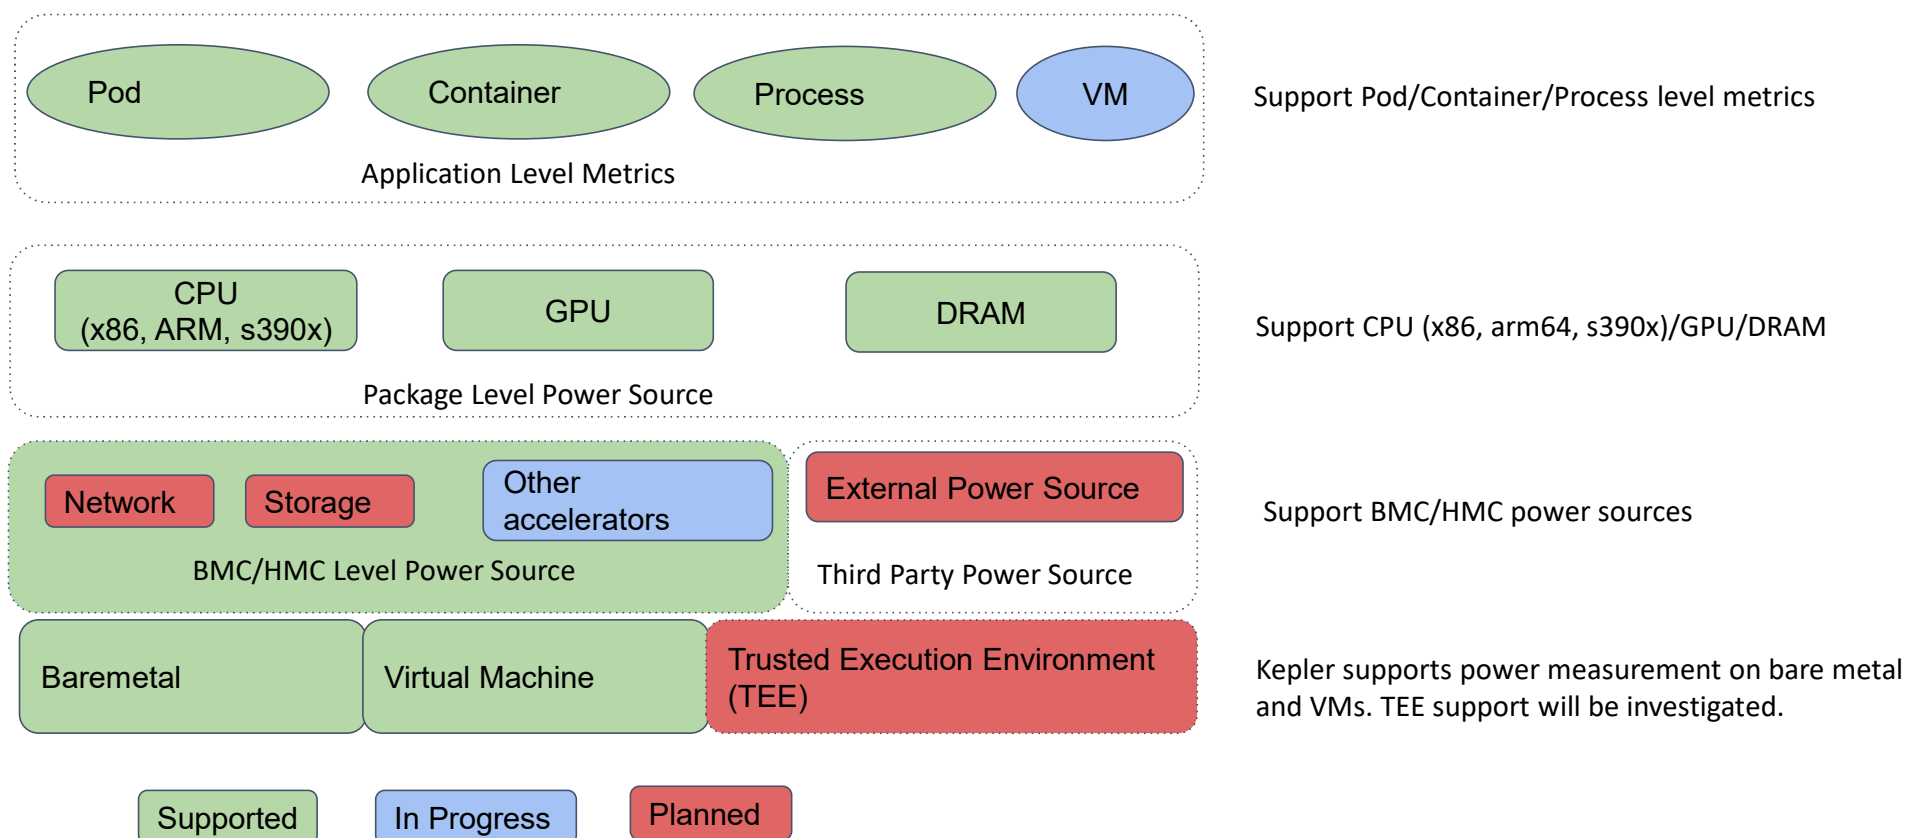 Pod
Container
Process
VM
Support Pod/Container/Process level metrics
Application Level Metrics
CPU
(x86, ARM, s390x)
GPU
DRAM
Support CPU (x86, arm64, s390x)/GPU/DRAM
Package Level Power Source
Network
Storage
Other
accelerators
External Power Source
Support BMC/HMC power sources
BMC/HMC Level Power Source
Third Party Power Source
Baremetal
Virtual Machine
Trusted Execution Environment
(TEE)
Kepler supports power measurement on bare metal
and VMs. TEE support will be investigated.
Supported
In Progress
Planned